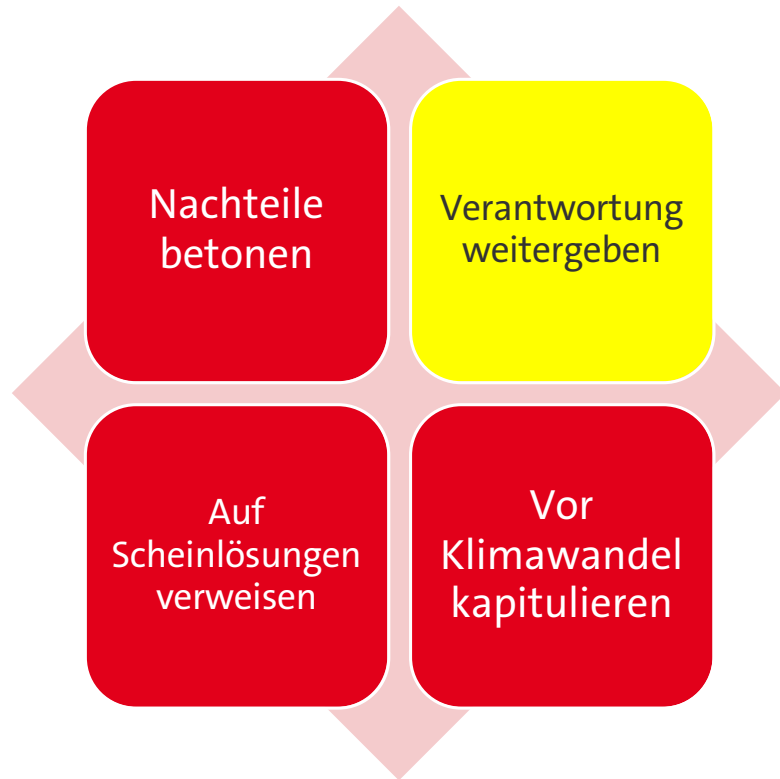 Nachteile
betonen
Verantwortung
weitergeben
Auf
Scheinlösungen
verweisen
Vor
Klimawandel
kapitulieren